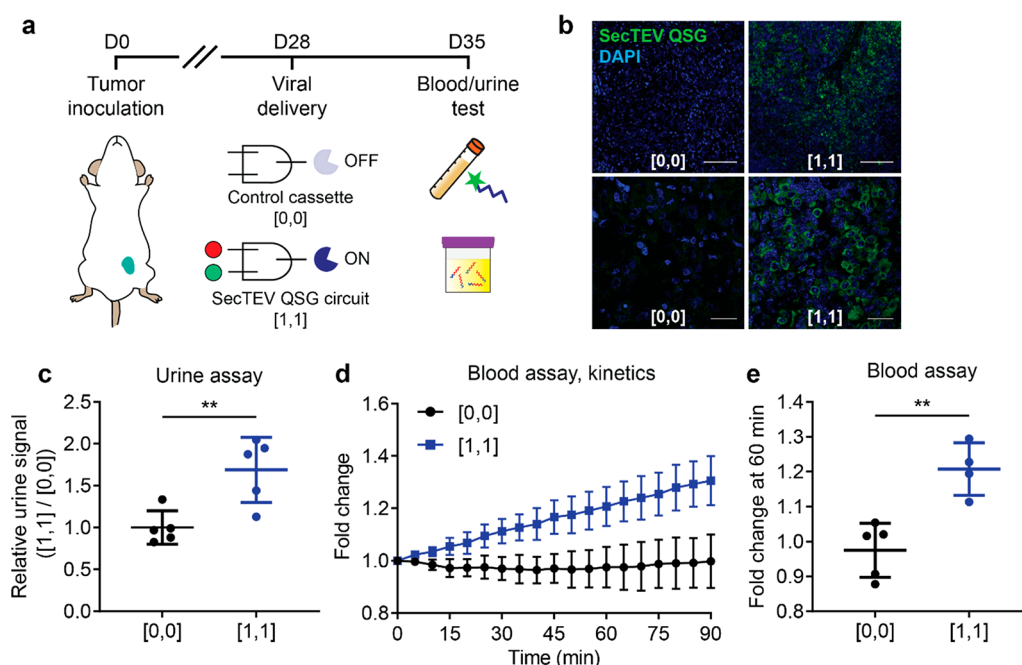 a
D0
D28
D35
Tumor
inoculation
Viral
delivery
Blood/urine
test
OFF
Control cassette
[0,0]
ON
SecTEV QSG circuit
[1,1]
b
SecTEV QSG
DAPI
[0,0]
[1,1]
[0,0]
[1,1]
c
Urine assay
Relative urine signal
([1,1] / [0,0])
2.5
**
2.0
1.5
1.0
0.5
0.0
[0,0]
[1,1]
d
Blood assay, kinetics
Fold change
1.6
[0,0]
[1,1]
1.4
1.2
1.0
0.8
0
15
30
45
60
75
90
Time (min)
e
Blood assay
Fold change at 60 min
1.4
**
1.3
1.2
1.1
1.0
0.9
0.8
[0,0]
[1,1]